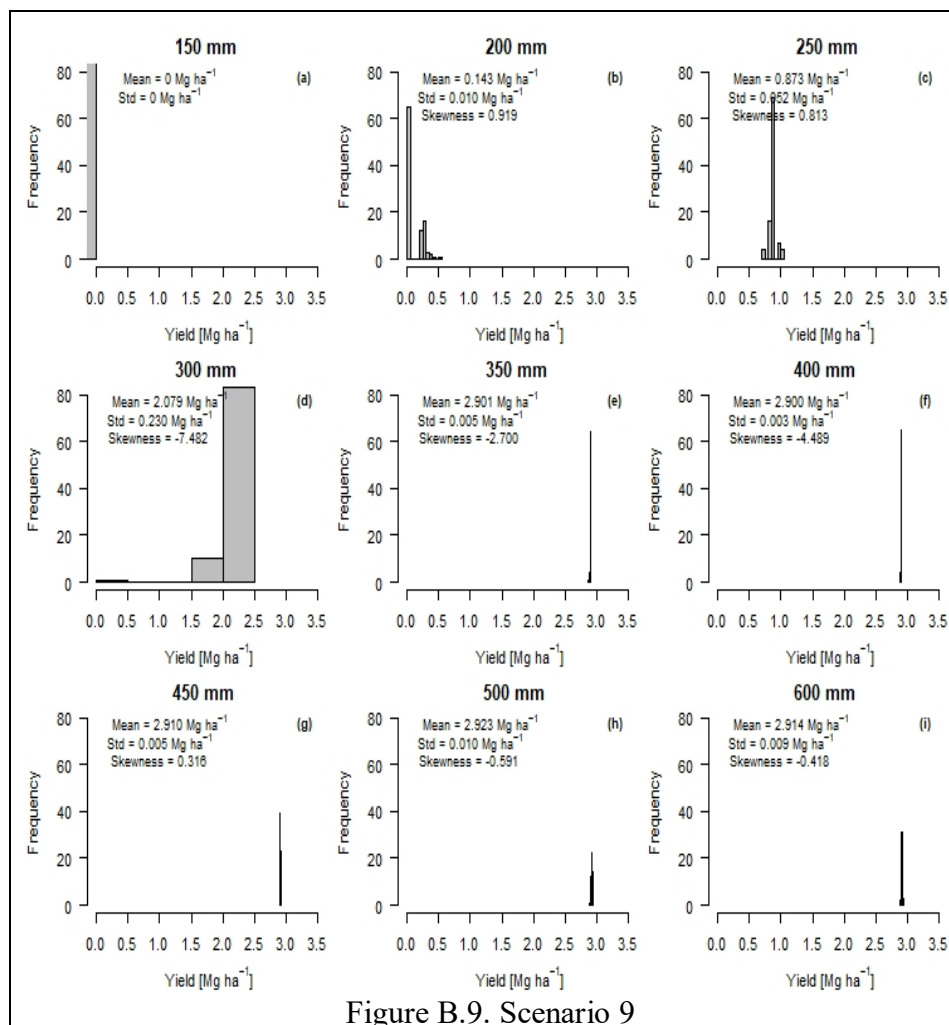 150 mm
Mean = 0 Mg ha⁻¹
(a)
Std = 0 Mg ha⁻¹
Frequency
80
60
40
20
0
0.0 0.5 1.0 1.5 2.0 2.5 3.0 3.5
Yield [Mg ha⁻¹]
200 mm
Mean = 0.143 Mg ha⁻¹
(b)
Std = 0.010 Mg ha⁻¹
Skewness = 0.919
Frequency
80
60
40
20
0
0.0 0.5 1.0 1.5 2.0 2.5 3.0 3.5
Yield [Mg ha⁻¹]
250 mm
Mean = 0.873 Mg ha⁻¹
(c)
Std = 0.052 Mg ha⁻¹
Skewness = 0.813
Frequency
80
60
40
20
0
0.0 0.5 1.0 1.5 2.0 2.5 3.0 3.5
Yield [Mg ha⁻¹]
300 mm
Mean = 2.079 Mg ha⁻¹
(d)
Std = 0.230 Mg ha⁻¹
Skewness = -7.482
Frequency
80
60
40
20
0
0.0 0.5 1.0 1.5 2.0 2.5 3.0 3.5
Yield [Mg ha⁻¹]
350 mm
Mean = 2.901 Mg ha⁻¹
(e)
Std = 0.005 Mg ha⁻¹
Skewness = -2.700
Frequency
80
60
40
20
0
0.0 0.5 1.0 1.5 2.0 2.5 3.0 3.5
Yield [Mg ha⁻¹]
400 mm
Mean = 2.900 Mg ha⁻¹
(f)
Std = 0.003 Mg ha⁻¹
Skewness = -4.489
Frequency
80
60
40
20
0
0.0 0.5 1.0 1.5 2.0 2.5 3.0 3.5
Yield [Mg ha⁻¹]
450 mm
Mean = 2.910 Mg ha⁻¹
(g)
Std = 0.005 Mg ha⁻¹
Skewness = 0.316
Frequency
80
60
40
20
0
0.0 0.5 1.0 1.5 2.0 2.5 3.0 3.5
Yield [Mg ha⁻¹]
500 mm
Mean = 2.923 Mg ha⁻¹
(h)
Std = 0.010 Mg ha⁻¹
Skewness = -0.591
Frequency
80
60
40
20
0
0.0 0.5 1.0 1.5 2.0 2.5 3.0 3.5
Yield [Mg ha⁻¹]
600 mm
Mean = 2.914 Mg ha⁻¹
(i)
Std = 0.009 Mg ha⁻¹
Skewness = -0.418
Frequency
80
60
40
20
0
0.0 0.5 1.0 1.5 2.0 2.5 3.0 3.5
Yield [Mg ha⁻¹]
Figure B.9. Scenario 9